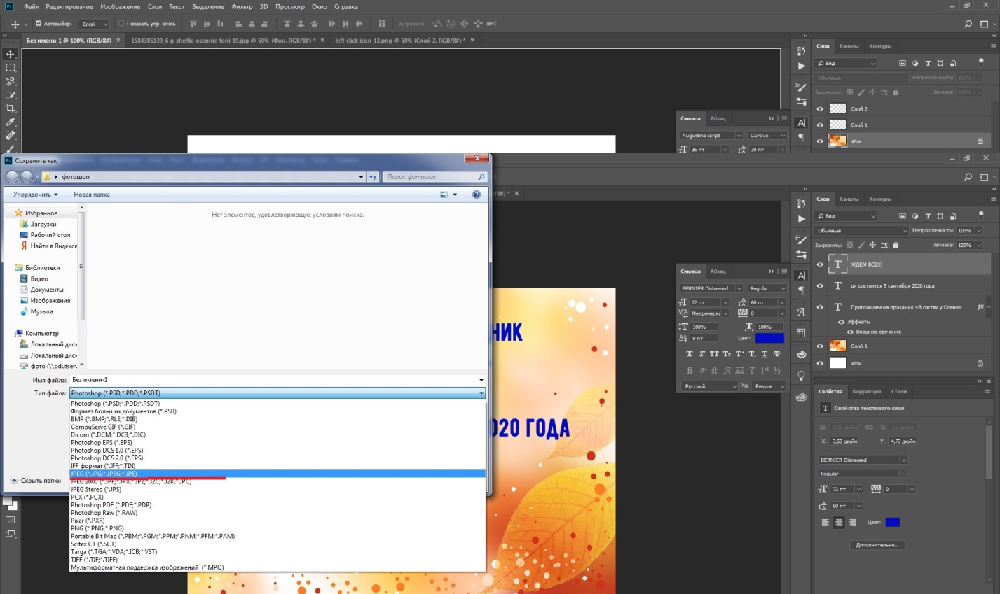 Ps Файл Редактирование Изображение Слои Текст Выделение Фильтр 3D Просмотр Окно Справка
Автовыбор: Слой Показать упр. элем. 3D-режим:
Без имени-1 @ 100% (RGB/8#) × 1584385139_6-p-zheltie-osennie-foni-19.jpg @ 50% (Фон, RGB/8#) * × left-click-icon-13.png @ 50% (Слой 2, RGB/8#) * ×
Слои Каналы Контуры
Вид
Обычные Непрозрачность: 100%
Закрепить: Заливка: 100%
Слой 2
Слой 1
Фон
Символ Абзац
Augustina script Cursive
36 пт 30 пт
Сохранить как
фотошоп
Поиск: фотошоп
Упорядочить Новая папка
Нет элементов, удовлетворяющих условиям поиска.
Избранное
Загрузки
Рабочий стол
Найти в Яндексе
Библиотеки
Видео
Документы
Изображения
Музыка
Компьютер
Локальный диск
Локальный диск
фото (\\ddutserv
Имя файла: Без имени-1
Тип файла: Photoshop (*.PSD;*.PDD;*.PSDT)
Photoshop (*.PSD;*.PDD;*.PSDT)
Формат больших документов (*.PSB)
BMP (*.BMP;*.RLE;*.DIB)
CompuServe GIF (*.GIF)
Dicom (*.DCM;*.DC3;*.DIC)
Photoshop EPS (*.EPS)
Photoshop DCS 1.0 (*.EPS)
Photoshop DCS 2.0 (*.EPS)
IFF формат (*.IFF;*.TDI)
JPEG (*.JPG;*.JPEG;*.JPE)
JPEG 2000 (*.JPF;*.JPX;*.JP2;*.J2C;*.J2K;*.JPC)
JPEG Stereo (*.JPS)
PCX (*.PCX)
Photoshop PDF (*.PDF;*.PDP)
Photoshop Raw (*.RAW)
Pixar (*.PXR)
PNG (*.PNG;*.PNG)
Portable Bit Map (*.PBM;*.PGM;*.PPM;*.PNM;*.PFM;*.PAM)
Scitex CT (*.SCT)
Targa (*.TGA;*.VDA;*.ICB;*.VST)
TIFF (*.TIF;*.TIFF)
Мультиформатная поддержка изображений (*.MPO)
Скрыть папки
/8#) * ×
НИК
020 ГОДА
Символ Абзац
BERNIER Distressed Regular
72 пт 60 пт
Метрическо 0
100% 100%
0 пт Цвет:
Русский Резкое
Слои Каналы Контуры
Вид
Обычные Непрозрачность: 100%
Закрепить: Заливка: 100%
ЖДЕМ ВСЕХ!
он состоится 5 сентября 2020 года
Приглашаем на праздник «В гостях у Осени» fx
Эффекты
Внешнее свечение
Слой 1
Фон
Свойства Коррекция Стили
Свойства текстового слоя
Ш: 4,32 дюйм В: 1,1 дюйм
X: 3,59 дюйм Y: 4,73 дюйм
BERNIER Distressed
Regular
72 пт 0
60 пт
Цвет:
Дополнительно...